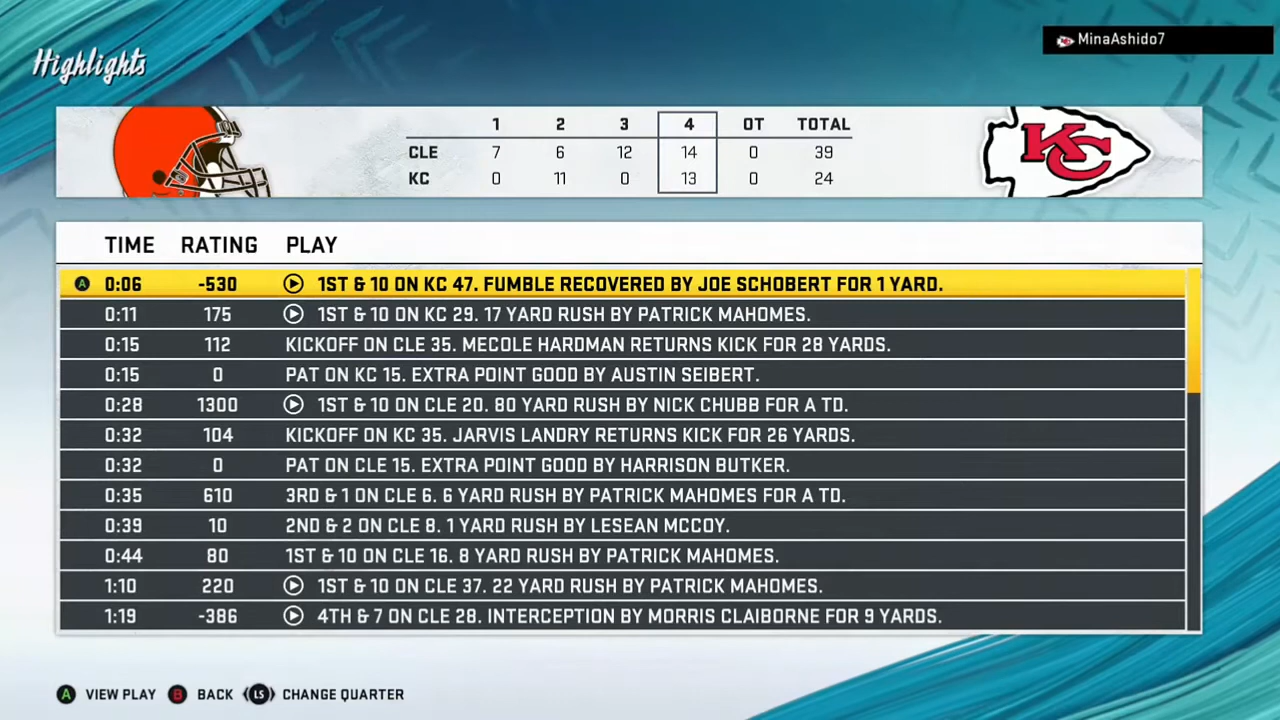 MinaAshido7
Highlights
1 2 3 4 OT TOTAL
CLE 7 6 12 14 0 39
KC 0 11 0 13 0 24
KC
TIME RATING PLAY
A 0:06 -530 1ST & 10 ON KC 47. FUMBLE RECOVERED BY JOE SCHOBERT FOR 1 YARD.
0:11 175 1ST & 10 ON KC 29. 17 YARD RUSH BY PATRICK MAHOMES.
0:15 112 KICKOFF ON CLE 35. MECOLE HARDMAN RETURNS KICK FOR 28 YARDS.
0:15 0 PAT ON KC 15. EXTRA POINT GOOD BY AUSTIN SEIBERT.
0:28 1300 1ST & 10 ON CLE 20. 80 YARD RUSH BY NICK CHUBB FOR A TD.
0:32 104 KICKOFF ON KC 35. JARVIS LANDRY RETURNS KICK FOR 26 YARDS.
0:32 0 PAT ON CLE 15. EXTRA POINT GOOD BY HARRISON BUTKER.
0:35 610 3RD & 1 ON CLE 6. 6 YARD RUSH BY PATRICK MAHOMES FOR A TD.
0:39 10 2ND & 2 ON CLE 8. 1 YARD RUSH BY LESEAN MCCOY.
0:44 80 1ST & 10 ON CLE 16. 8 YARD RUSH BY PATRICK MAHOMES.
1:10 220 1ST & 10 ON CLE 37. 22 YARD RUSH BY PATRICK MAHOMES.
1:19 -386 4TH & 7 ON CLE 28. INTERCEPTION BY MORRIS CLAIBORNE FOR 9 YARDS.
A VIEW PLAY B BACK LS CHANGE QUARTER